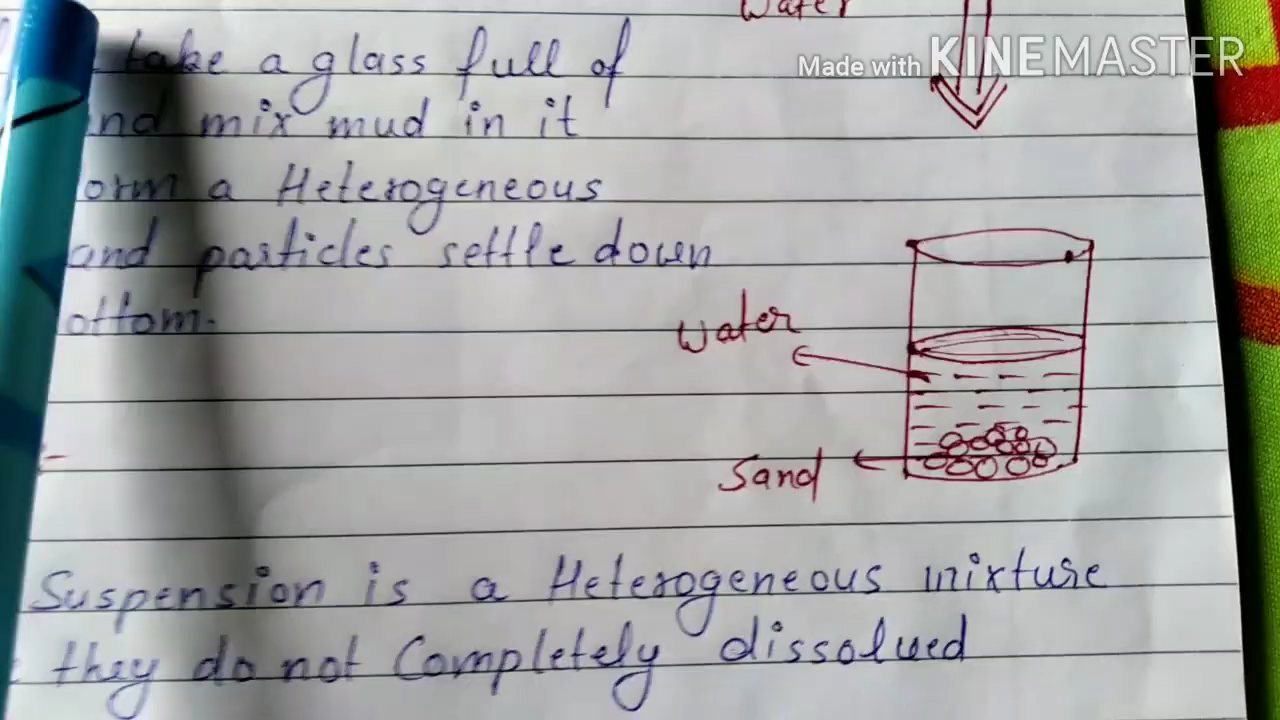 Water
Made with KINEMASTER
take a glass full of
and mix mud in it
orm a Heterogeneous
and particles settle down
ottom.
Water
Sand
Suspension is a Heterogeneous mixture
they do not Completely dissolved